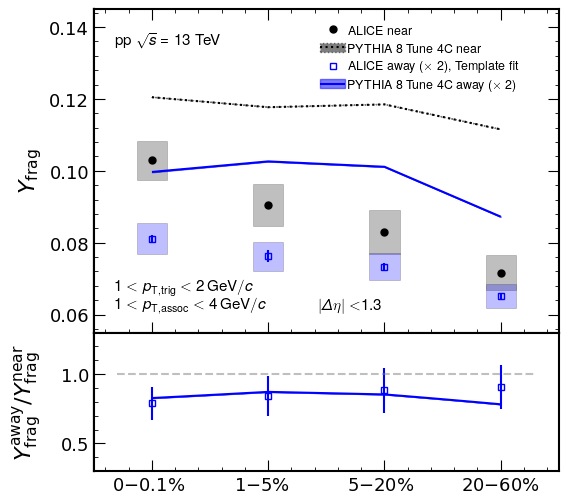 0.14
0.12
0.10
0.08
0.06
Y_frag
pp √s = 13 TeV
ALICE near
PYTHIA 8 Tune 4C near
ALICE away (× 2), Template fit
PYTHIA 8 Tune 4C away (× 2)
1 < p_T,trig < 2 GeV/c
1 < p_T,assoc < 4 GeV/c
|Δη| <1.3
Y_frag^away/Y_frag^near
1.0
0.5
0−0.1%
1−5%
5−20%
20−60%